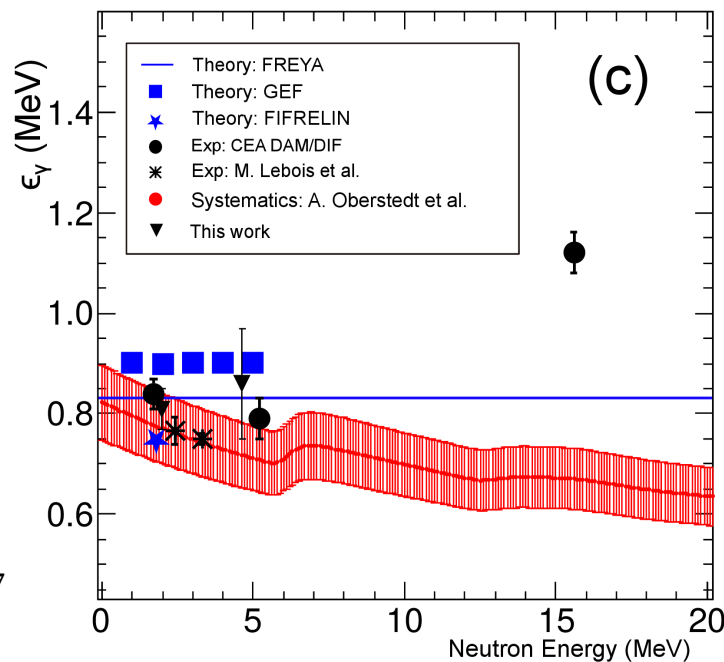 (c)
ϵγ (MeV)
Theory: FREYA
Theory: GEF
Theory: FIFRELIN
Exp: CEA DAM/DIF
Exp: M. Lebois et al.
Systematics: A. Oberstedt et al.
This work
1.4
1.2
1.0
0.8
0.6
7
0 5 10 15 20
Neutron Energy (MeV)